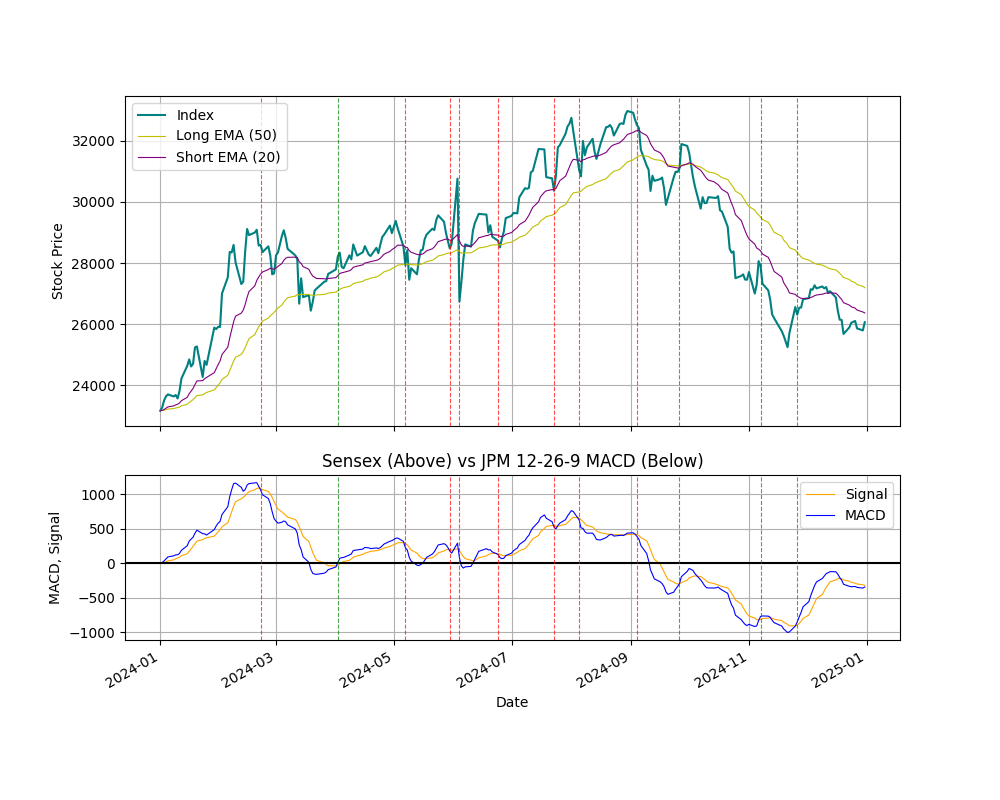 Index
Long EMA (50)
Short EMA (20)
Stock Price
32000
30000
28000
26000
24000
Sensex (Above) vs JPM 12-26-9 MACD (Below)
Signal
MACD
MACD, Signal
1000
500
0
−500
−1000
2024-01
2024-03
2024-05
2024-07
2024-09
2024-11
2025-01
Date